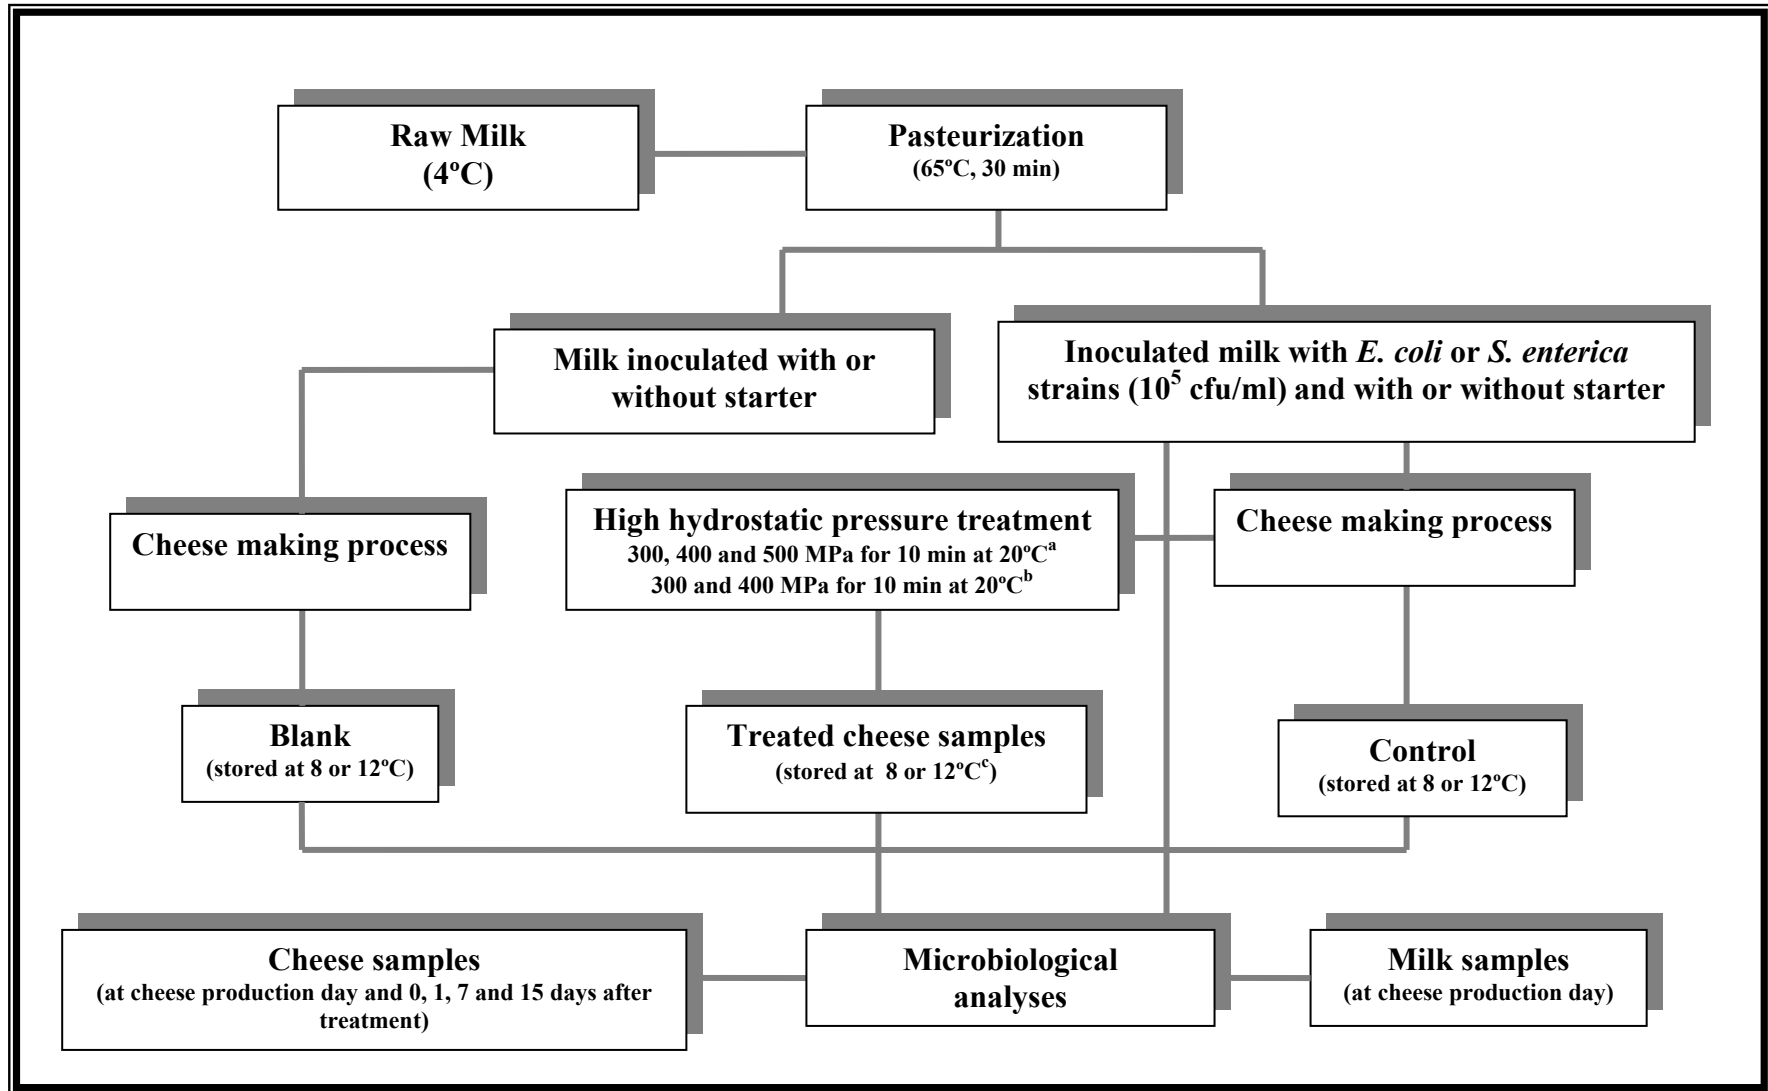 Raw Milk
(4ºC)
Pasteurization
(65ºC, 30 min)
Milk inoculated with or
without starter
Inoculated milk with E. coli or S. enterica
strains (10⁵ cfu/ml) and with or without starter
Cheese making process
High hydrostatic pressure treatment
300, 400 and 500 MPa for 10 min at 20ºCᵃ
300 and 400 MPa for 10 min at 20ºCᵇ
Cheese making process
Blank
(stored at 8 or 12ºC)
Treated cheese samples
(stored at 8 or 12ºCᶜ)
Control
(stored at 8 or 12ºC)
Cheese samples
(at cheese production day and 0, 1, 7 and 15 days after
treatment)
Microbiological
analyses
Milk samples
(at cheese production day)